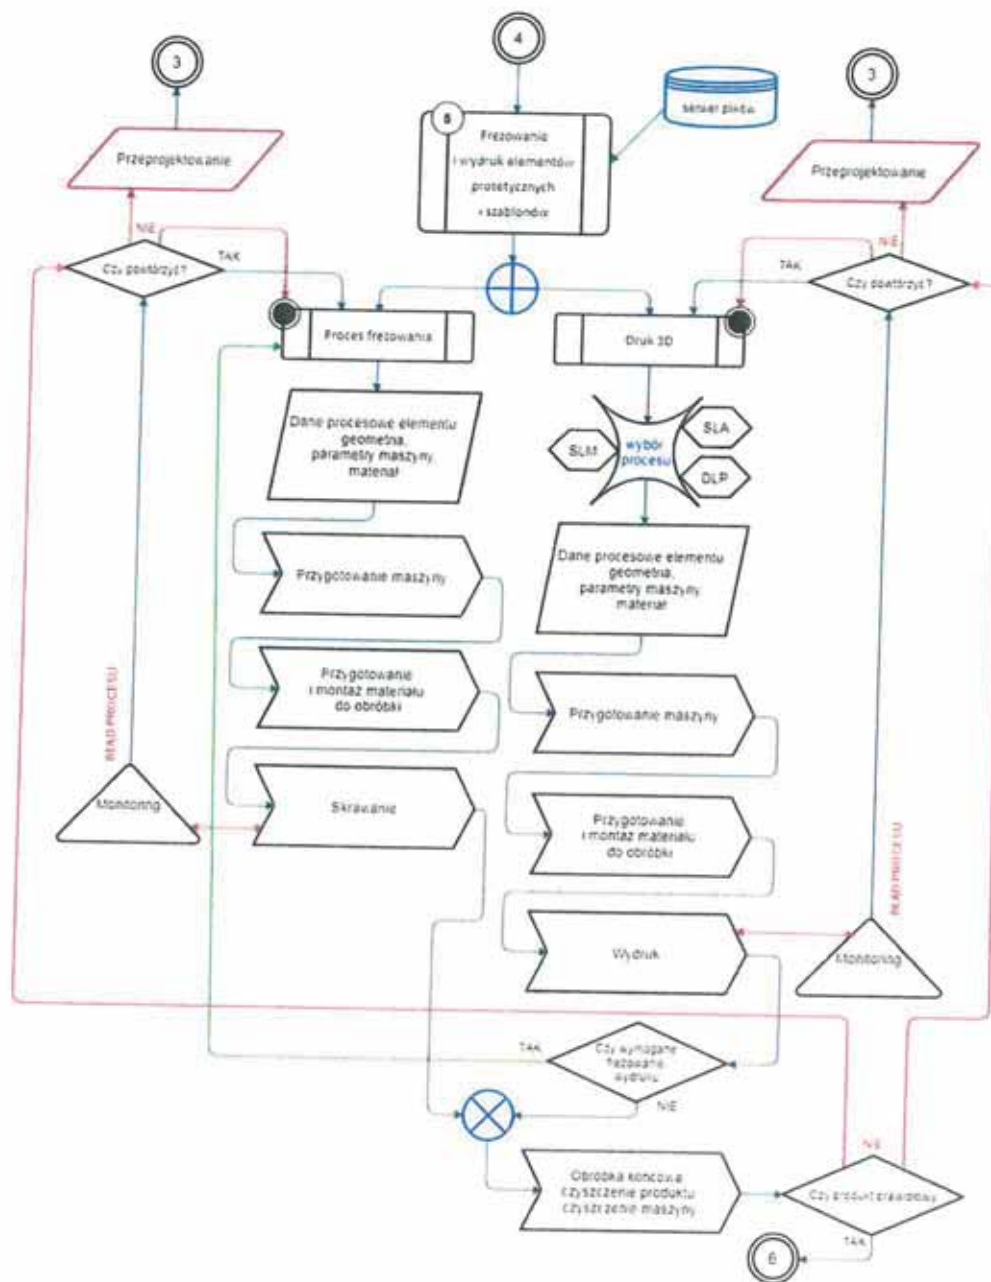 3
4
3
serwer plików
5
Frezowanie
i wydruk elementów
protetycznych
i szablonów
Przeprojektowanie
Przeprojektowanie
NIE
NIE
Czy powtórzyć?
TAK
TAK
Czy powtórzyć?
Proces frezowania
Druk 3D
Dane procesowe elementu
geometria,
parametry maszyny
materiał
SLM
wybór
procesu
SLA
DLP
Dane procesowe elementu
geometria,
parametry maszyny
materiał
Przygotowanie maszyny
Przygotowanie
i montaż materiału
do obróbki
Przygotowanie maszyny
BŁĄD PROCESU
Monitoring
Skrawanie
Przygotowanie
i montaż materiału
do obróbki
BŁĄD PROCESU
Wydruk
Monitoring
TAK
Czy wymagane
frezowanie
wydruku
NIE
NIE
Obróbka końcowa
czyszczenie produktu
czyszczenie maszyny
Czy produkt prawidłowy
TAK
6